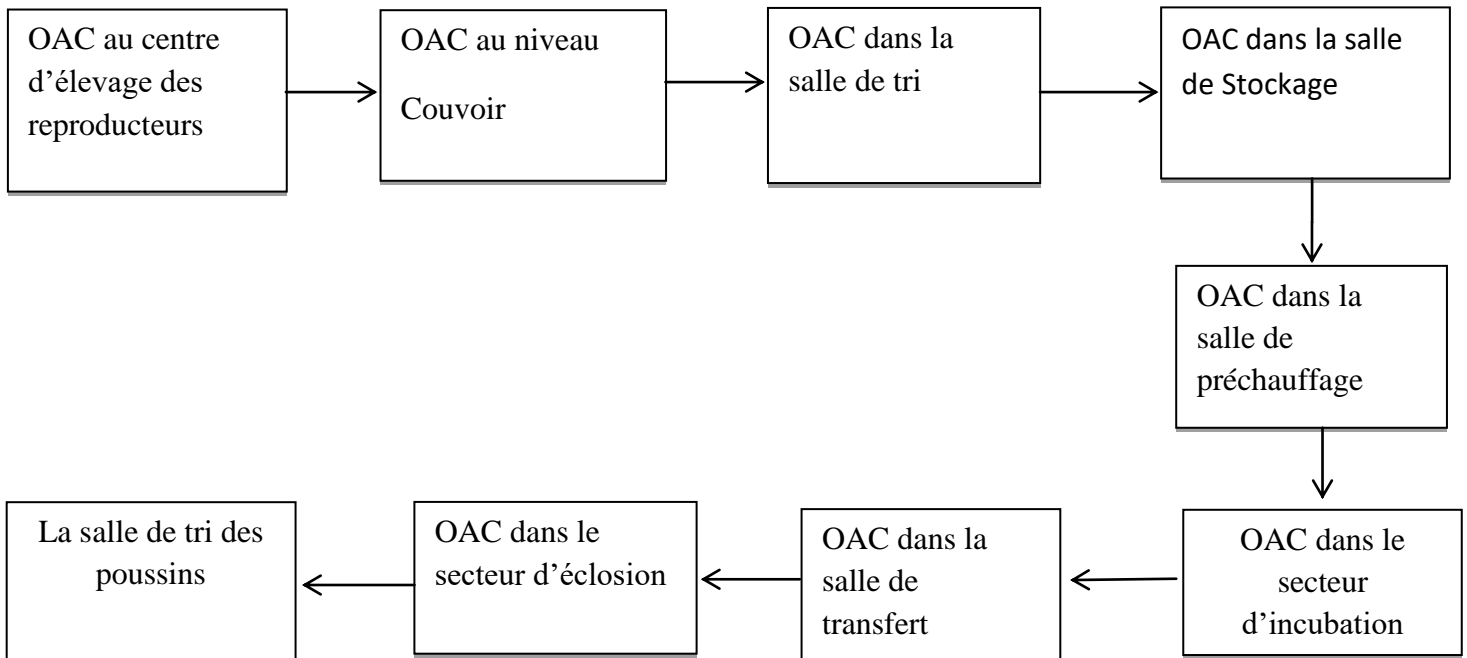 OAC au centre
d’élevage des
reproducteurs
OAC au niveau
Couvoir
OAC dans la
salle de tri
OAC dans la salle
de Stockage
OAC dans la
salle de
préchauffage
OAC dans le
secteur
d’incubation
OAC dans la
salle de
transfert
OAC dans le
secteur d’éclosion
La salle de tri des
poussins